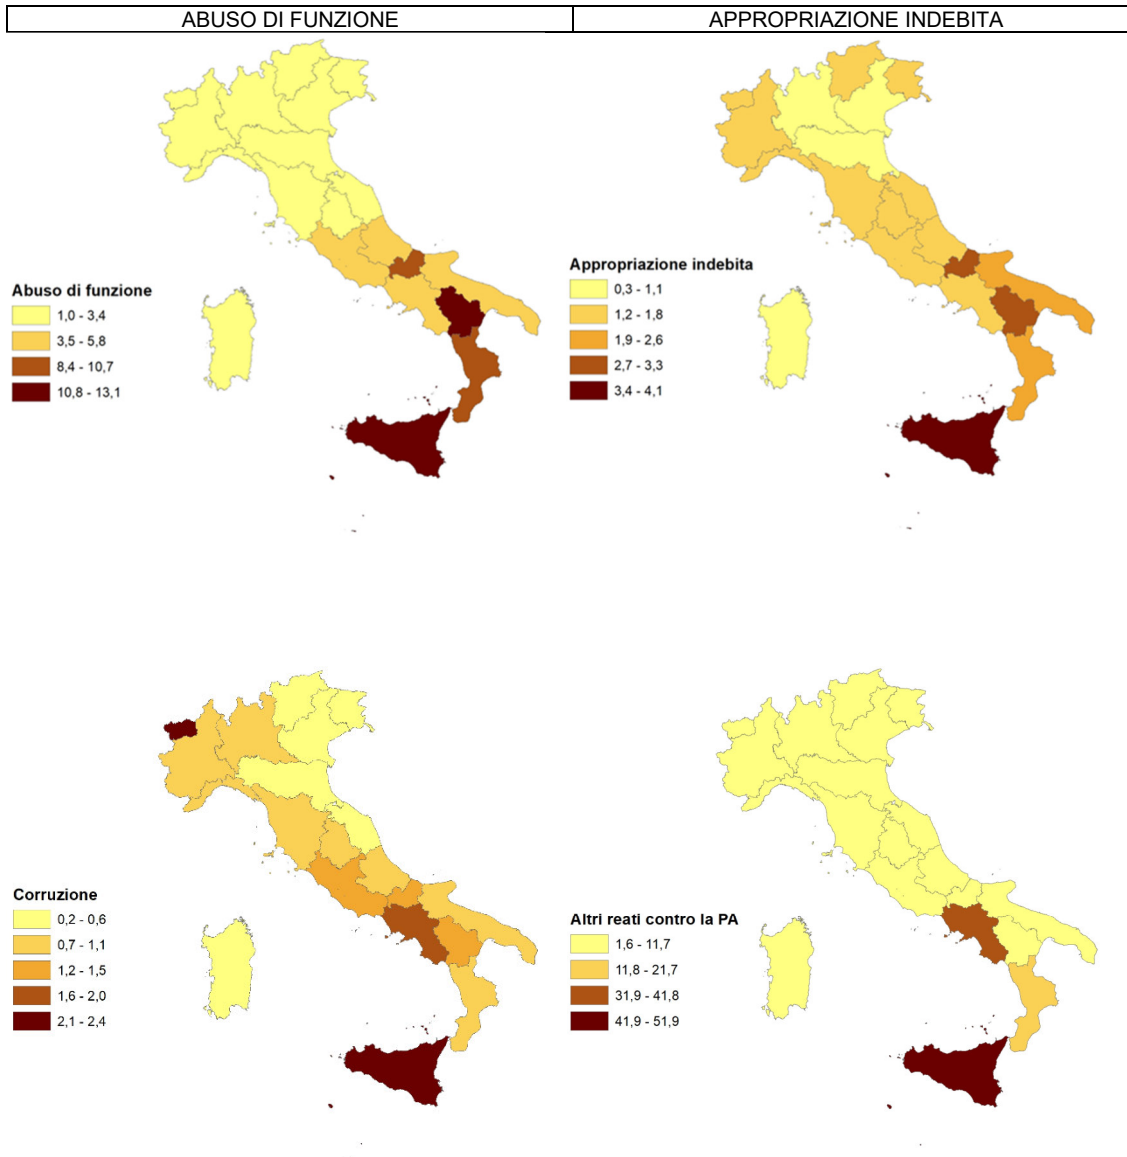 ABUSO DI FUNZIONE
APPROPRIAZIONE INDEBITA
Abuso di funzione
1,0 - 3,4
3,5 - 5,8
8,4 - 10,7
10,8 - 13,1
Appropriazione indebita
0,3 - 1,1
1,2 - 1,8
1,9 - 2,6
2,7 - 3,3
3,4 - 4,1
Corruzione
0,2 - 0,6
0,7 - 1,1
1,2 - 1,5
1,6 - 2,0
2,1 - 2,4
Altri reati contro la PA
1,6 - 11,7
11,8 - 21,7
31,9 - 41,8
41,9 - 51,9